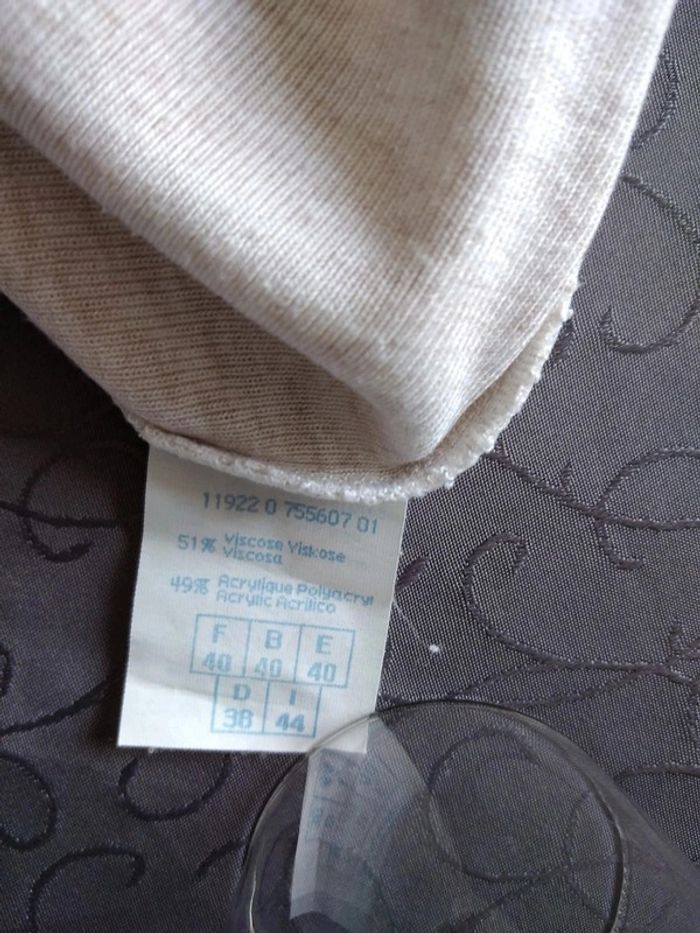 11922 0 755607 01
51% Viscose Viskose
Viscosa
49% Acrylique Polyacryl
Acrylic Acrilico
F B E
40 40 40
D I
38 44